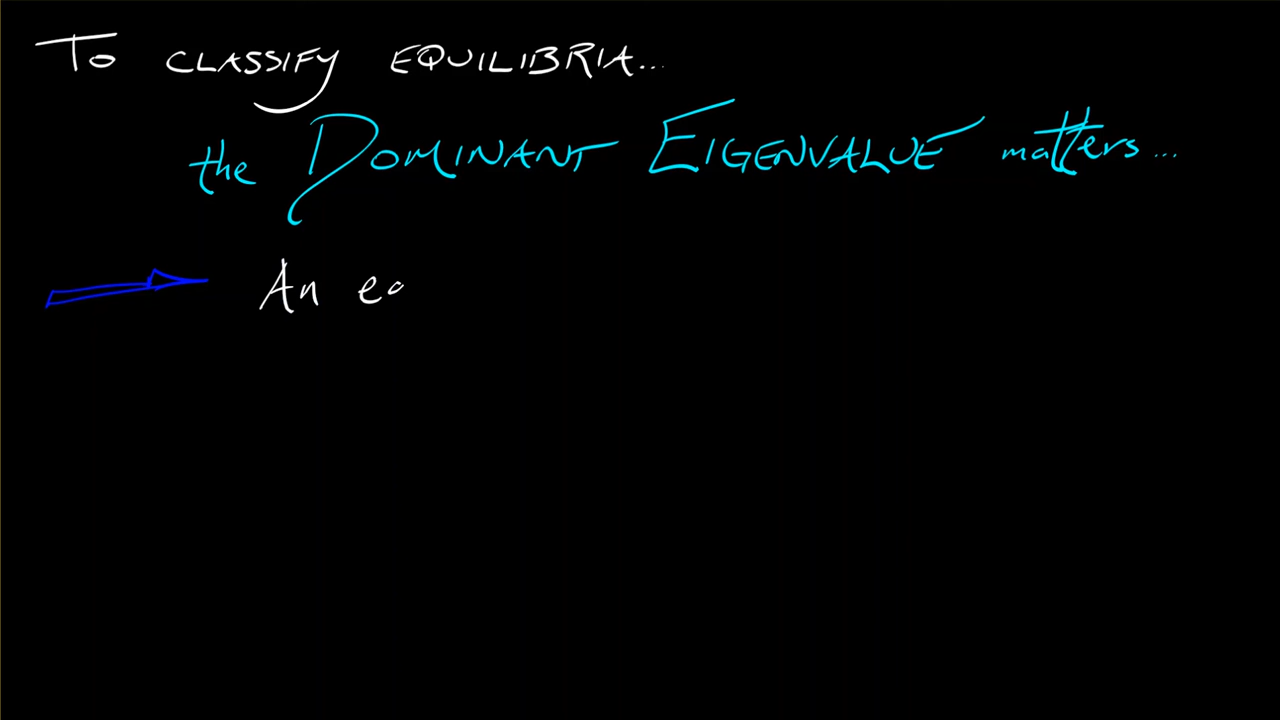 To CLASSIFY EQUILIBRIA...
the DOMINANT EIGENVALUE matters...
An